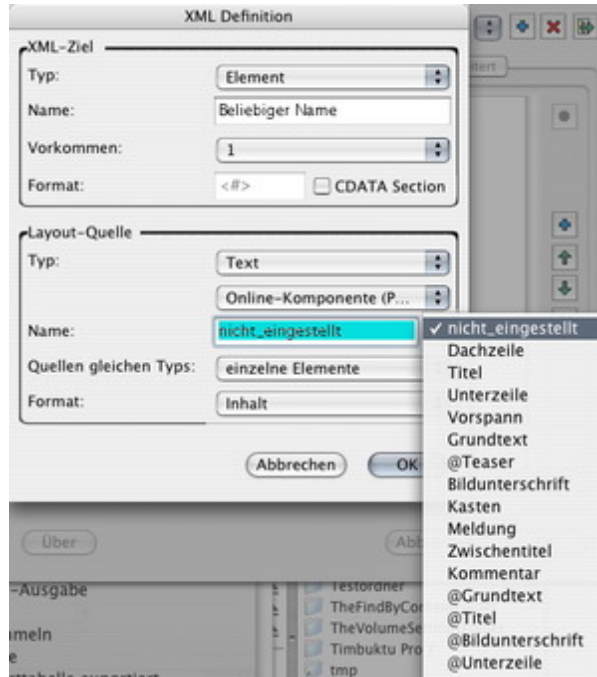 XML Definition
XML-Ziel
Typ: Element
Name: Beliebiger Name
Vorkommen: 1
Format: <#> CDATA Section
Layout-Quelle
Typ: Text
Online-Komponente (P...
Name: nicht_eingestellt
Quellen gleichen Typs: einzelne Elemente
Format: Inhalt
Abbrechen OK
✓ nicht_eingestellt
Dachzeile
Titel
Unterzeile
Vorspann
Grundtext
@Teaser
Bildunterschrift
Kasten
Meldung
Zwischentitel
Kommentar
@Grundtext
@Titel
@Bildunterschrift
@Unterzeile
Über
-Ausgabe
Testordner
TheFindByCo
TheVolumeSe
Timbuktu Pro
tmp